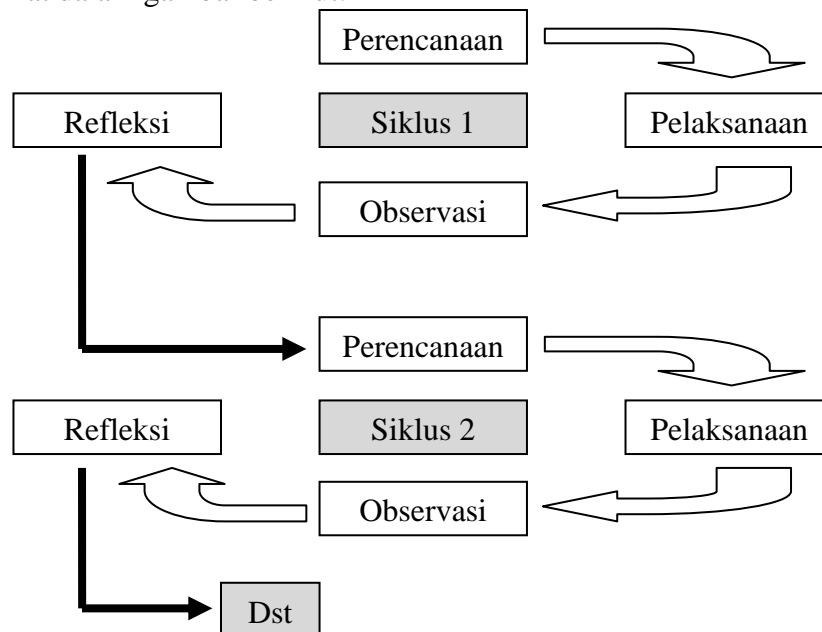 Perencanaan
Refleksi Siklus 1 Pelaksanaan
Observasi
Perencanaan
Refleksi Siklus 2 Pelaksanaan
Observasi
Dst